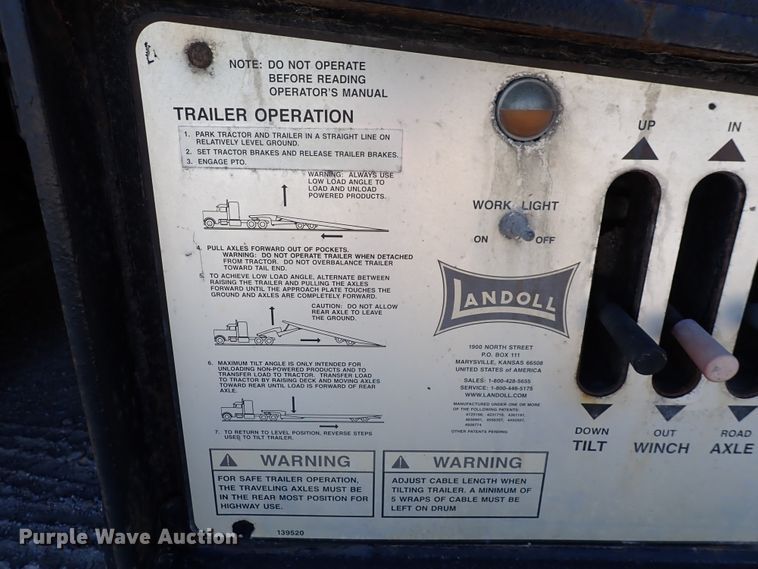 NOTE: DO NOT OPERATE
BEFORE READING
OPERATOR'S MANUAL
TRAILER OPERATION
1. PARK TRACTOR AND TRAILER IN A STRAIGHT LINE ON
RELATIVELY LEVEL GROUND.
2. SET TRACTOR BRAKES AND RELEASE TRAILER BRAKES.
3. ENGAGE PTO.
WARNING: ALWAYS USE
LOW LOAD ANGLE TO
LOAD AND UNLOAD
POWERED PRODUCTS.
4. PULL AXLES FORWARD OUT OF POCKETS.
WARNING: DO NOT OPERATE TRAILER WHEN DETACHED
FROM TRACTOR. DO NOT OVERBALANCE TRAILER
TOWARD TAIL END.
5. TO ACHIEVE LOW LOAD ANGLE, ALTERNATE BETWEEN
RAISING THE TRAILER AND PULLING THE AXLES
FORWARD UNTIL THE APPROACH PLATE TOUCHES THE
GROUND AND AXLES ARE COMPLETELY FORWARD.
CAUTION: DO NOT ALLOW
REAR AXLE TO LEAVE
THE GROUND.
6. MAXIMUM TILT ANGLE IS ONLY INTENDED FOR
UNLOADING NON-POWERED PRODUCTS AND TO
TRANSFER LOAD TO TRACTOR. TRANSFER LOAD
TO TRACTOR BY RAISING DECK AND MOVING AXLES
TOWARD REAR UNTIL LOAD IS FORWARD OF REAR
AXLE.
7. TO RETURN TO LEVEL POSITION, REVERSE STEPS
USED TO TILT TRAILER.
WARNING
FOR SAFE TRAILER OPERATION,
THE TRAVELING AXLES MUST BE
IN THE REAR MOST POSITION FOR
HIGHWAY USE.
WARNING
ADJUST CABLE LENGTH WHEN
TILTING TRAILER. A MINIMUM OF
5 WRAPS OF CABLE MUST BE
LEFT ON DRUM
139520
WORK LIGHT
ON OFF
LANDOLL
1900 NORTH STREET
P.O. BOX 111
MARYSVILLE, KANSAS 66508
UNITED STATES of AMERICA
SALES: 1-800-428-5655
SERVICE: 1-800-446-5175
WWW.LANDOLL.COM
MANUFACTURED UNDER ONE OR MORE
OF THE FOLLOWING PATENTS:
OTHER PATENTS PENDING
UP IN
DOWN OUT ROAD
TILT WINCH AXLE
Purple Wave Auction